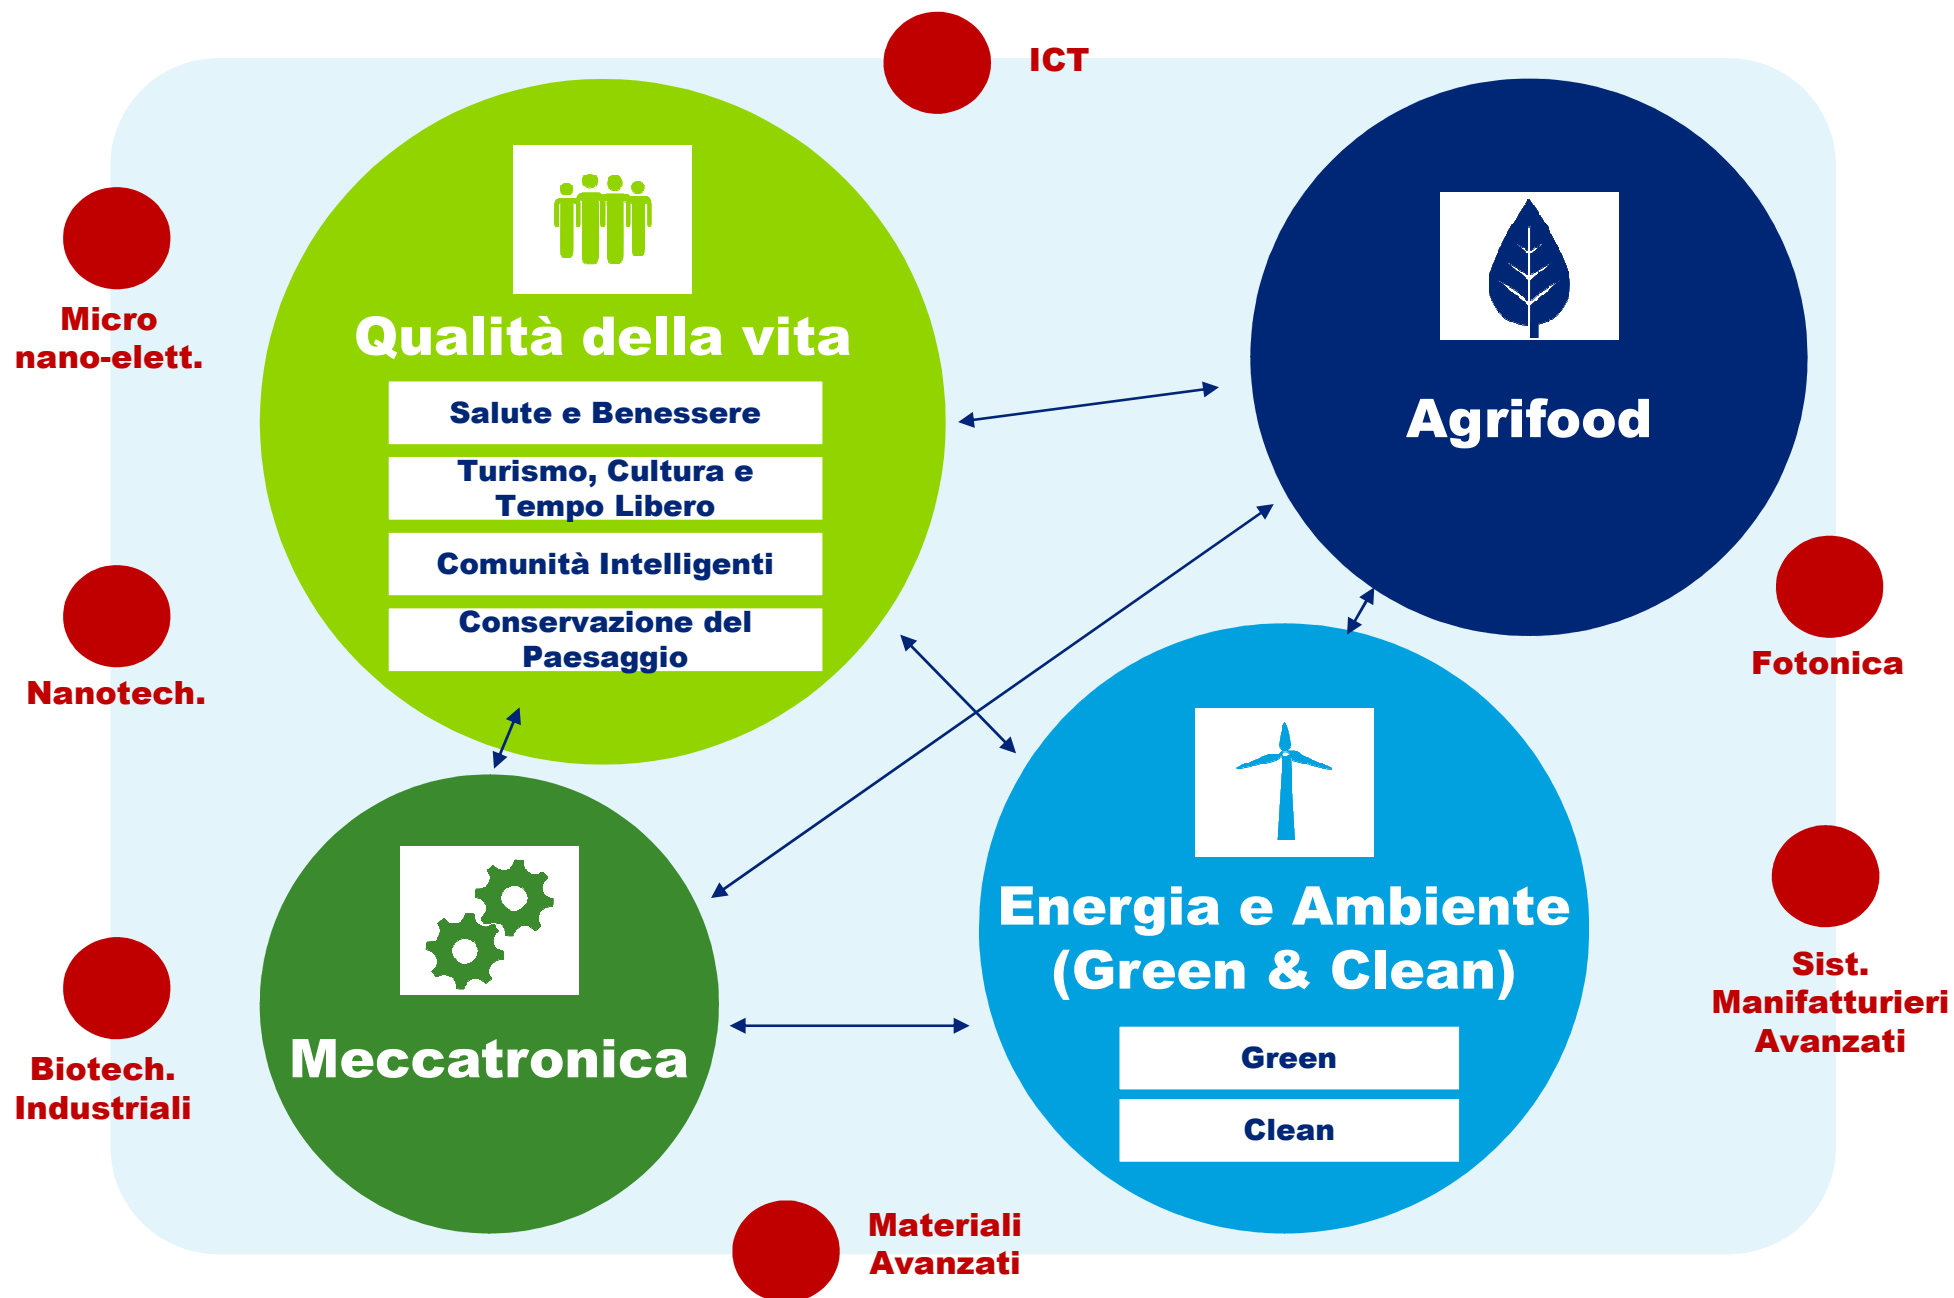 ICT
Micro
nano-elett.
Qualità della vita
Salute e Benessere
Turismo, Cultura e
Tempo Libero
Comunità Intelligenti
Conservazione del
Paesaggio
Agrifood
Nanotech.
Fotonica
Meccatronica
Energia e Ambiente
(Green & Clean)
Green
Clean
Sist.
Manifatturieri
Avanzati
Biotech.
Industriali
Materiali
Avanzati